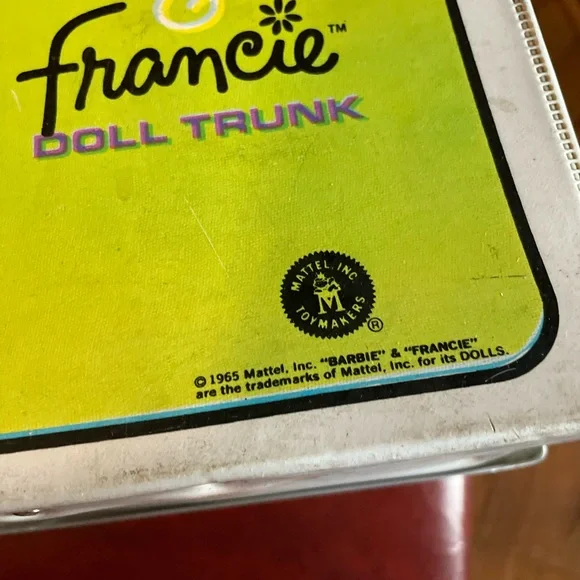 francie™
DOLL TRUNK
MATTEL, INC.
M
TOYMAKERS
®
© 1965 Mattel, Inc. "BARBIE" & "FRANCIE"
are the trademarks of Mattel, Inc. for its DOLLS.